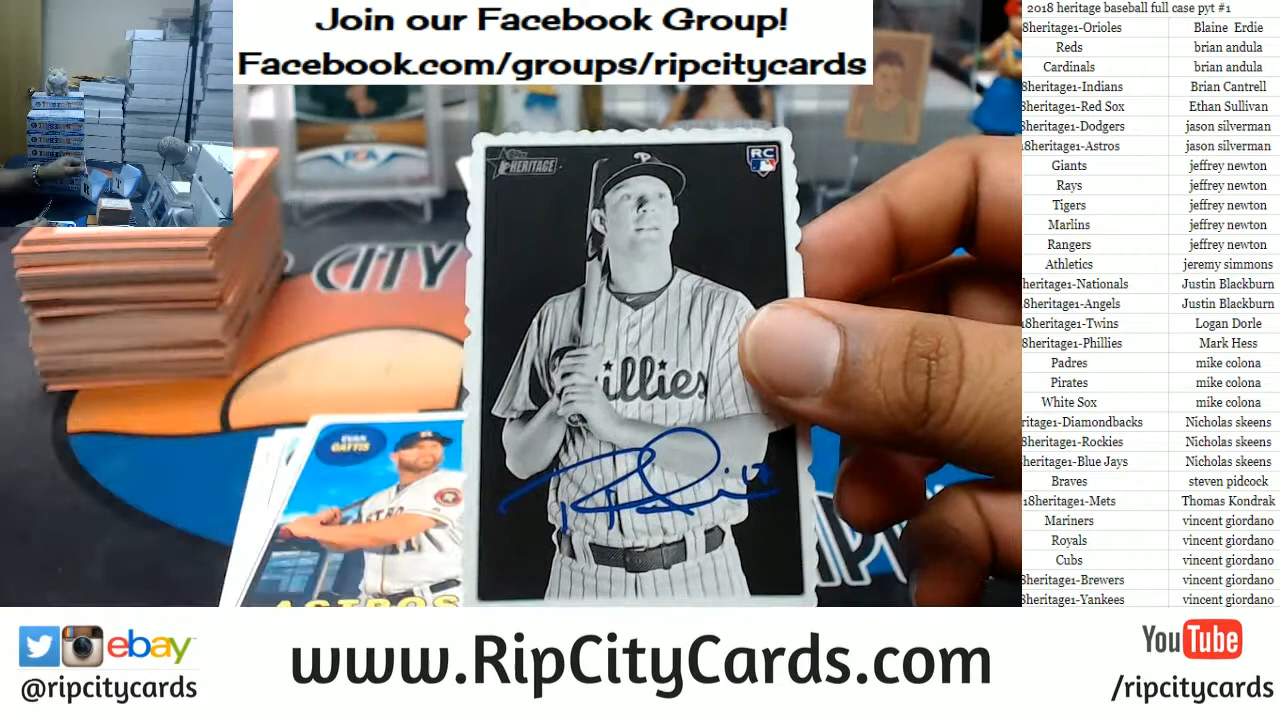 Join our Facebook Group!
Facebook.com/groups/ripcitycards
2018 heritage baseball full case pyt #1
8heritage1-Orioles Blaine Erdie
Reds brian andula
Cardinals brian andula
8heritage1-Indians Brian Cantrell
8heritage1-Red Sox Ethan Sullivan
8heritage1-Dodgers jason silverman
18heritage1-Astros jason silverman
Giants jeffrey newton
Rays jeffrey newton
Tigers jeffrey newton
Marlins jeffrey newton
Rangers jeffrey newton
Athletics jeremy simmons
heritage1-Nationals Justin Blackburn
8heritage1-Angels Justin Blackburn
18heritage1-Twins Logan Dorle
8heritage1-Phillies Mark Hess
Padres mike colona
Pirates mike colona
White Sox mike colona
ritage1-Diamondbacks Nicholas skeens
heritage1-Rockies Nicholas skeens
heritage1-Blue Jays Nicholas skeens
Braves steven pidcock
18heritage1-Mets Thomas Kondrak
Mariners vincent giordano
Royals vincent giordano
Cubs vincent giordano
8heritage1-Brewers vincent giordano
8heritage1-Yankees vincent giordano
TOPPS
HERITAGE
RC
P
Phillies
CITY
EVAN
GATTIS
ASTROS
ebay
@ripcitycards
www.RipCityCards.com
YouTube
/ripcitycards